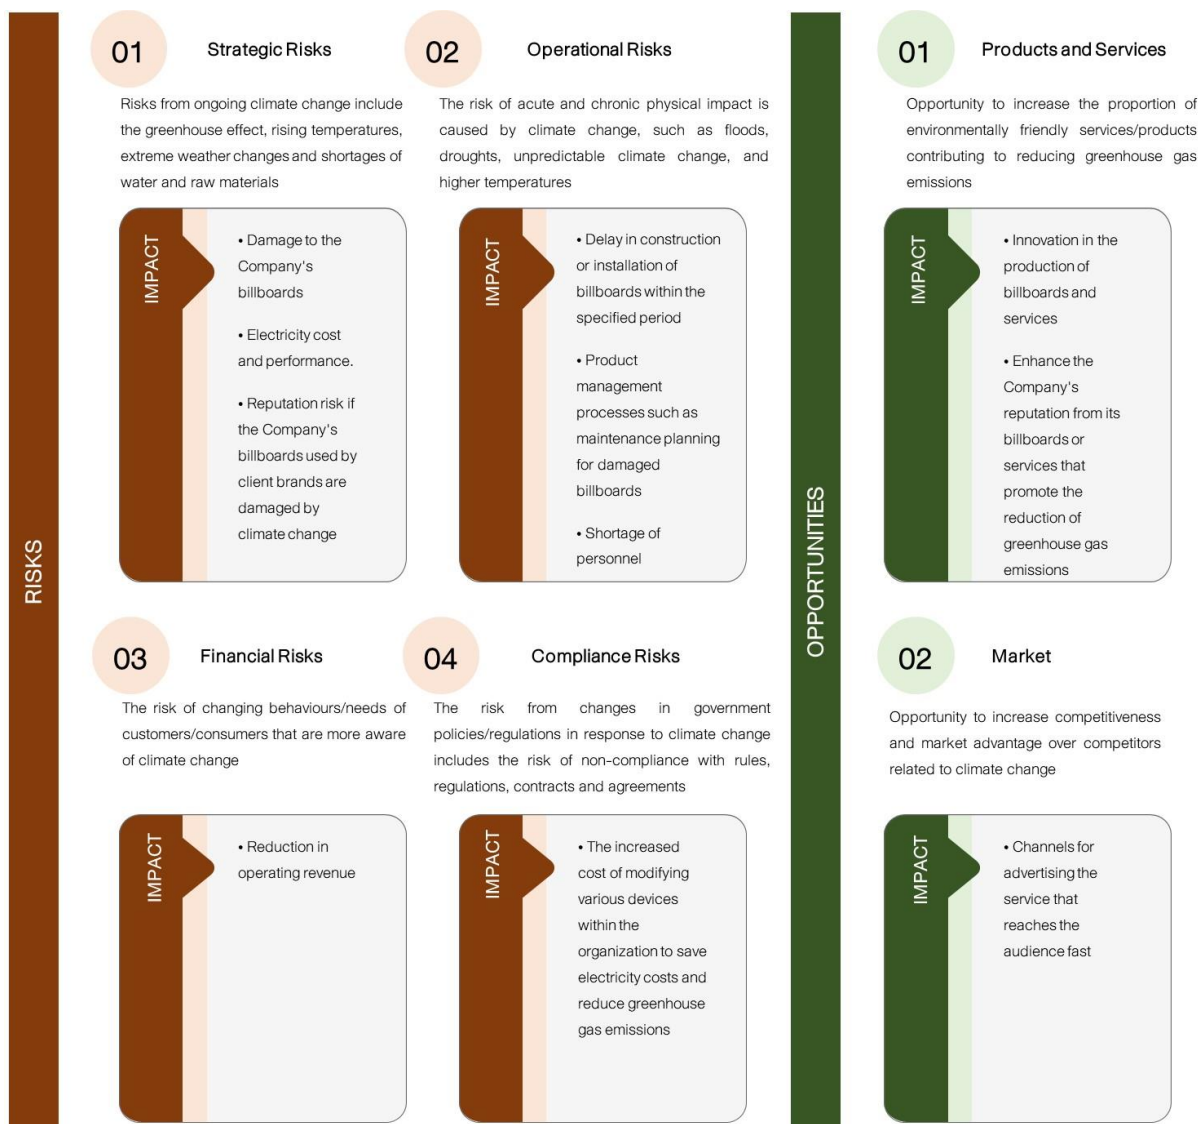 RISKS
01
Strategic Risks
Risks from ongoing climate change include
the greenhouse effect, rising temperatures,
extreme weather changes and shortages of
water and raw materials
IMPACT
• Damage to the
Company's
billboards
• Electricity cost
and performance.
• Reputation risk if
the Company's
billboards used by
client brands are
damaged by
climate change
02
Operational Risks
The risk of acute and chronic physical impact is
caused by climate change, such as floods,
droughts, unpredictable climate change, and
higher temperatures
IMPACT
• Delay in construction
or installation of
billboards within the
specified period
• Product
management
processes such as
maintenance planning
for damaged
billboards
• Shortage of
personnel
03
Financial Risks
The risk of changing behaviours/needs of
customers/consumers that are more aware
of climate change
IMPACT
• Reduction in
operating revenue
04
Compliance Risks
The risk from changes in government
policies/regulations in response to climate change
includes the risk of non-compliance with rules,
regulations, contracts and agreements
IMPACT
• The increased
cost of modifying
various devices
within the
organization to save
electricity costs and
reduce greenhouse
gas emissions
OPPORTUNITIES
01
Products and Services
Opportunity to increase the proportion of
environmentally friendly services/products
contributing to reducing greenhouse gas
emissions
IMPACT
• Innovation in the
production of
billboards and
services
• Enhance the
Company's
reputation from its
billboards or
services that
promote the
reduction of
greenhouse gas
emissions
02
Market
Opportunity to increase competitiveness
and market advantage over competitors
related to climate change
IMPACT
• Channels for
advertising the
service that
reaches the
audience fast